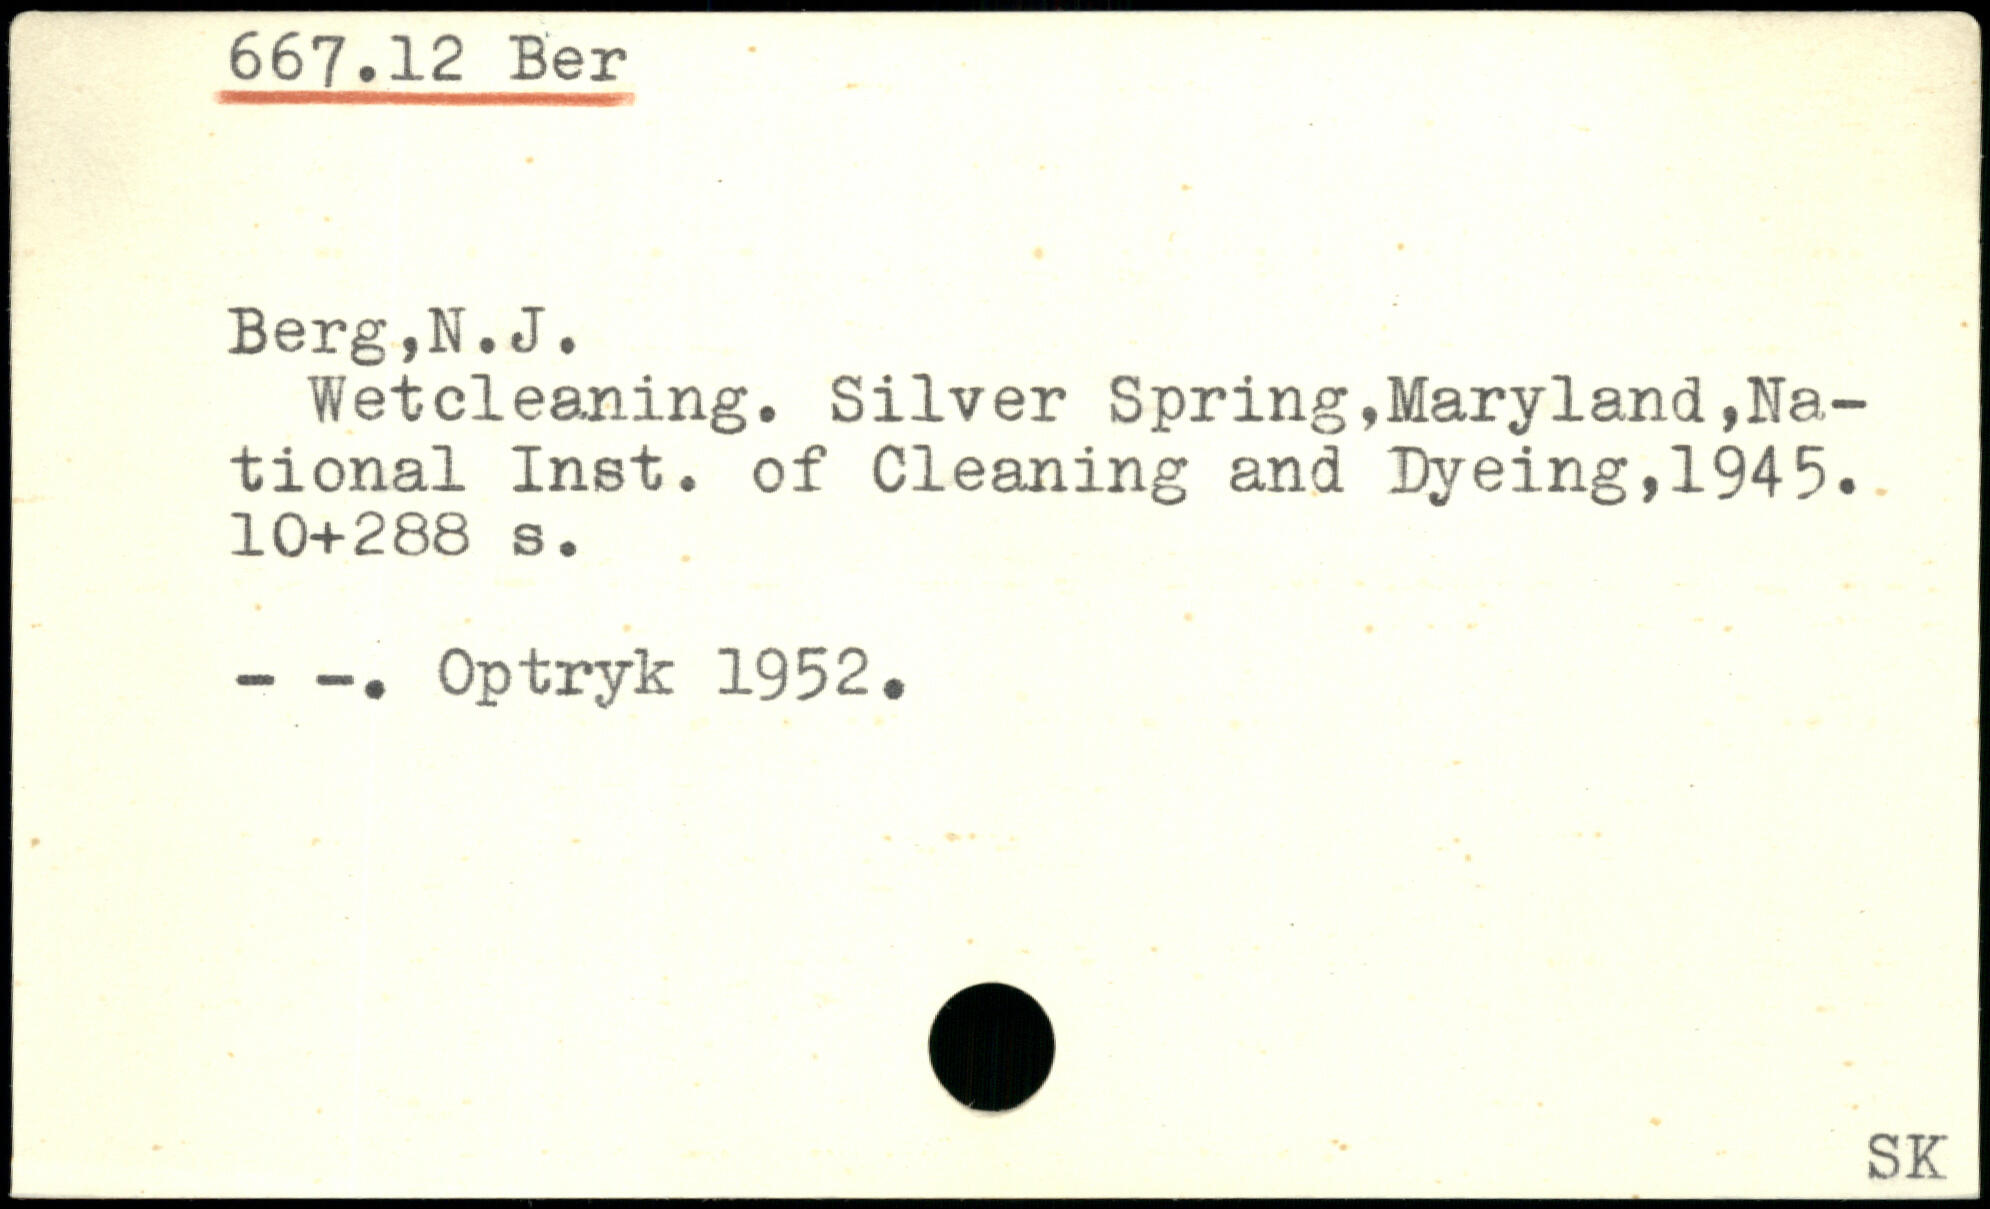 667.12 Ber
Berg,N.J.
Wetcleaning. Silver Spring,Maryland,Na-
tional Inst. of Cleaning and Dyeing,1945.
10+288 s.
- -. Optryk 1952.
SK